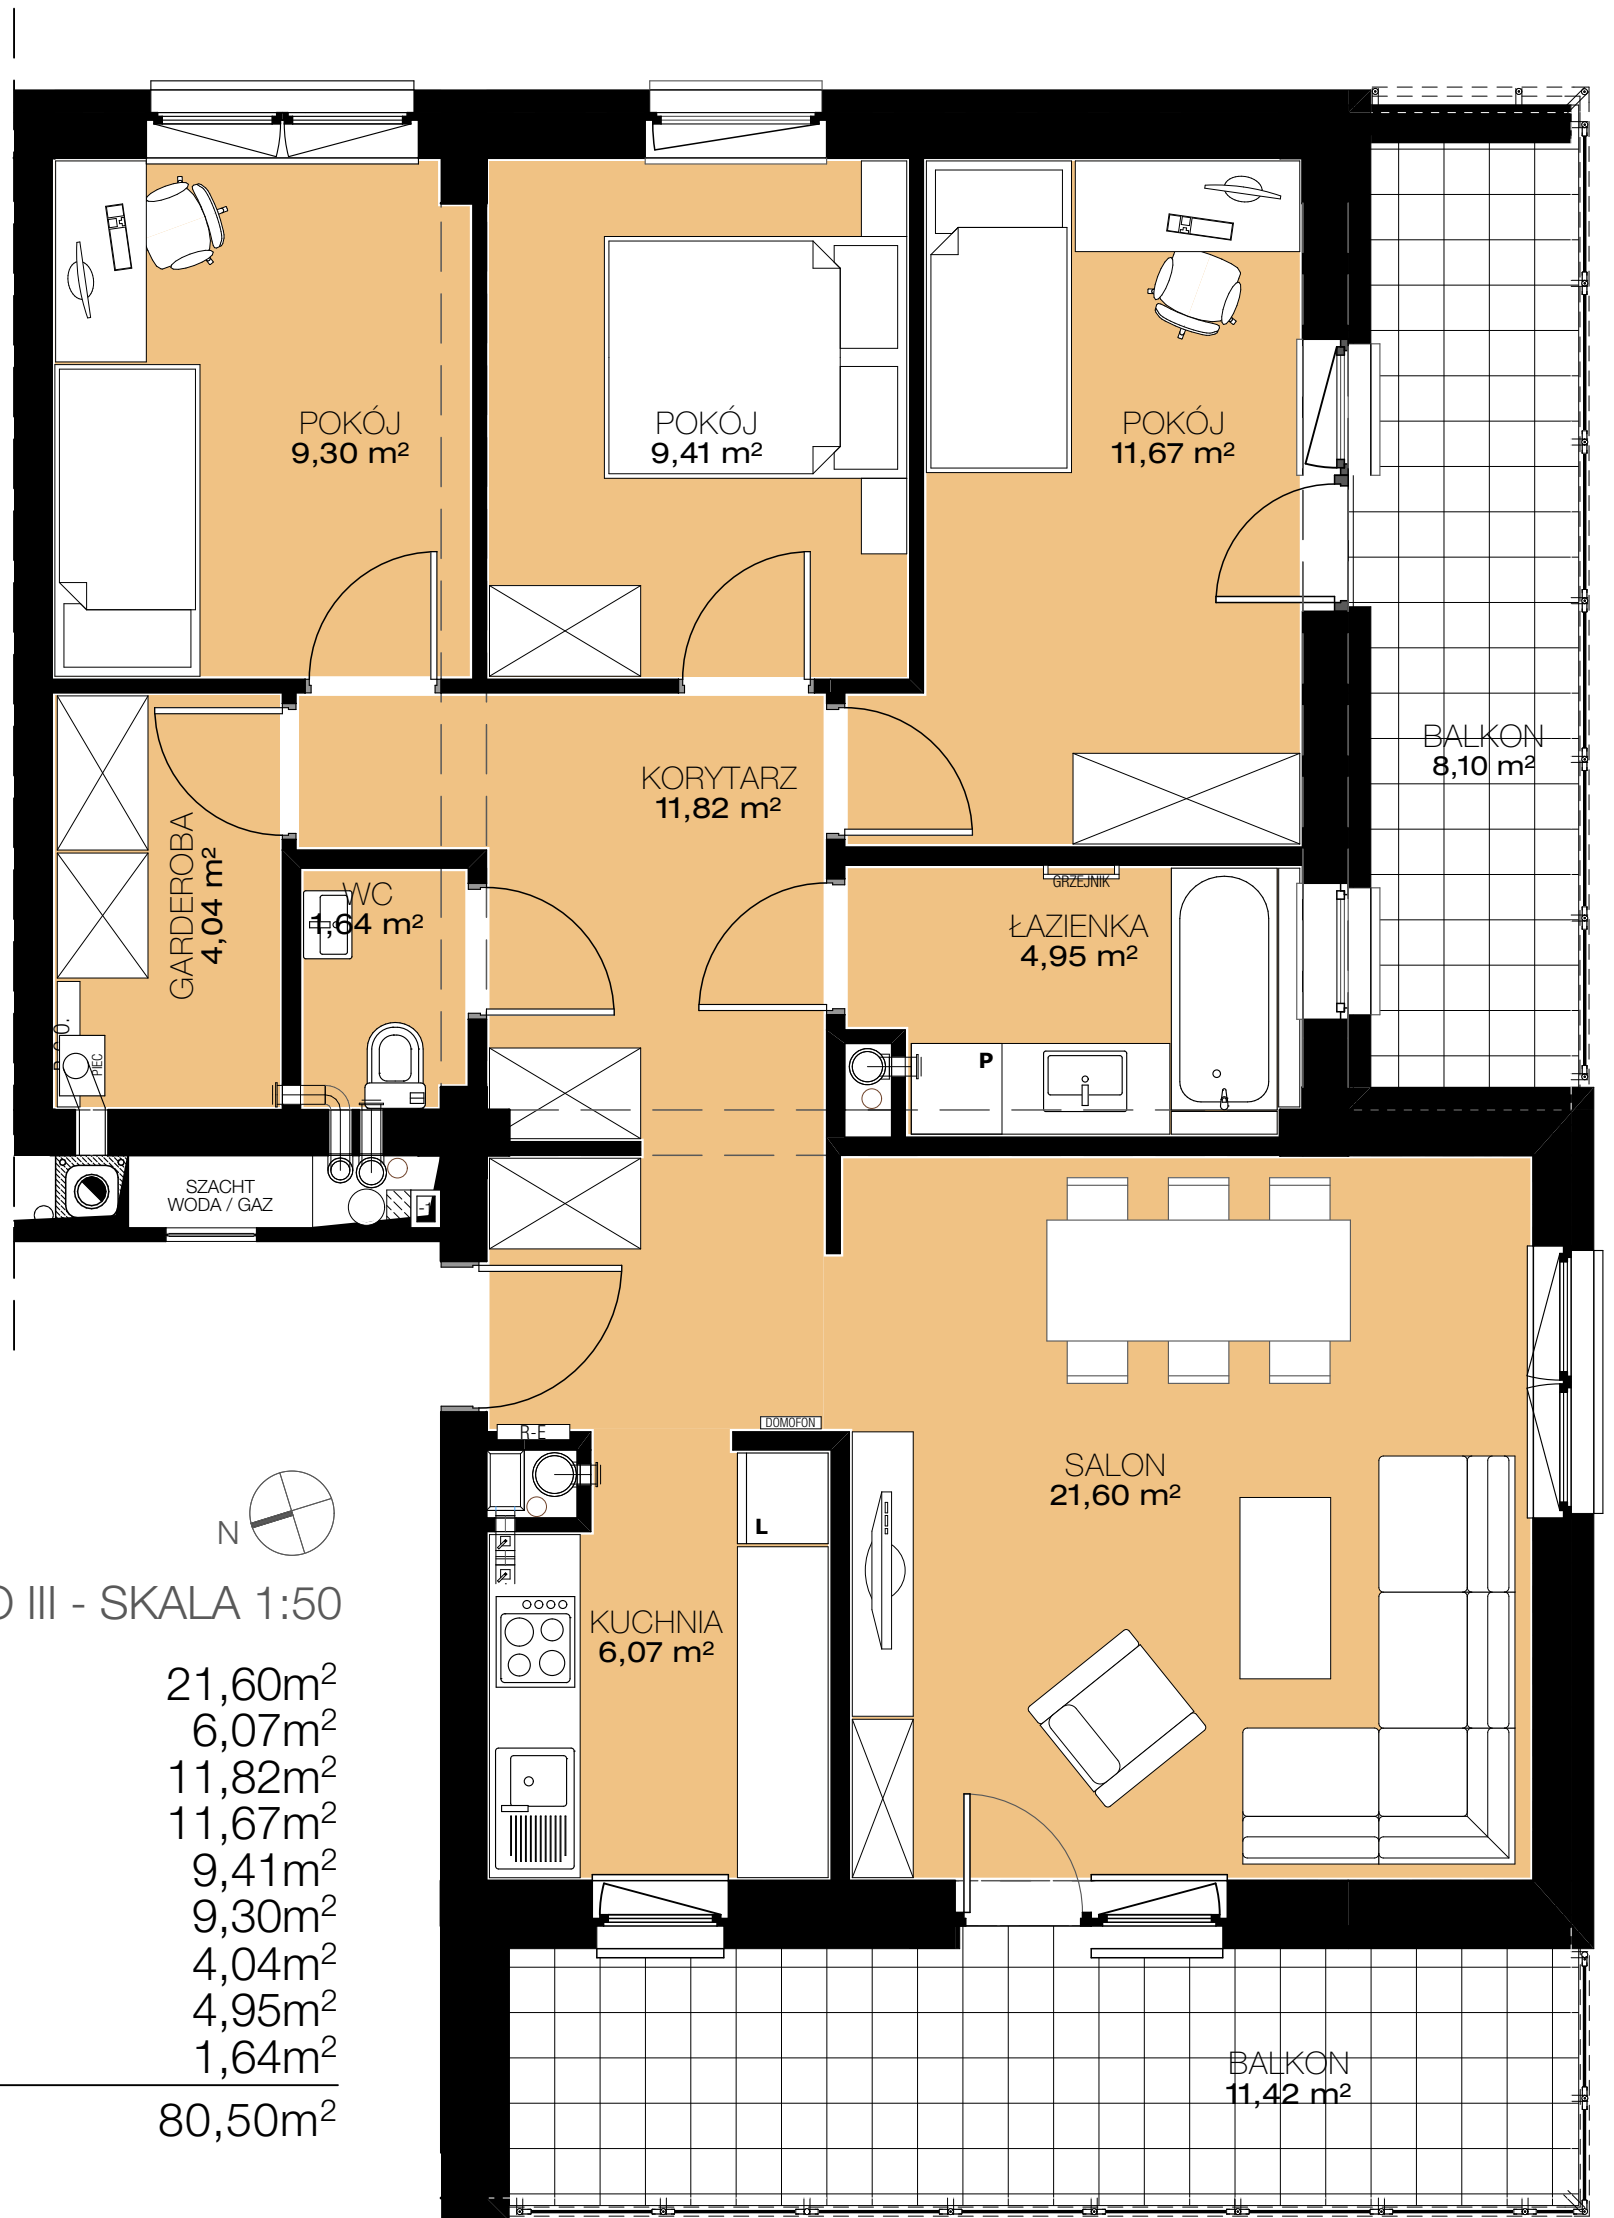 POKÓJ
9,30 m²
POKÓJ
9,41 m²
POKÓJ
11,67 m²
BALKON
8,10 m²
KORYTARZ
11,82 m²
GARDEROBA
4,04 m²
WC
1,64 m²
GRZEJNIK
ŁAZIENKA
4,95 m²
PIEC
P
SZACHT
WODA / GAZ
-1
DOMOFON
R-E
L
SALON
21,60 m²
KUCHNIA
6,07 m²
N
III - SKALA 1:50
21,60m²
6,07m²
11,82m²
11,67m²
9,41m²
9,30m²
4,04m²
4,95m²
1,64m²
80,50m²
BALKON
11,42 m²